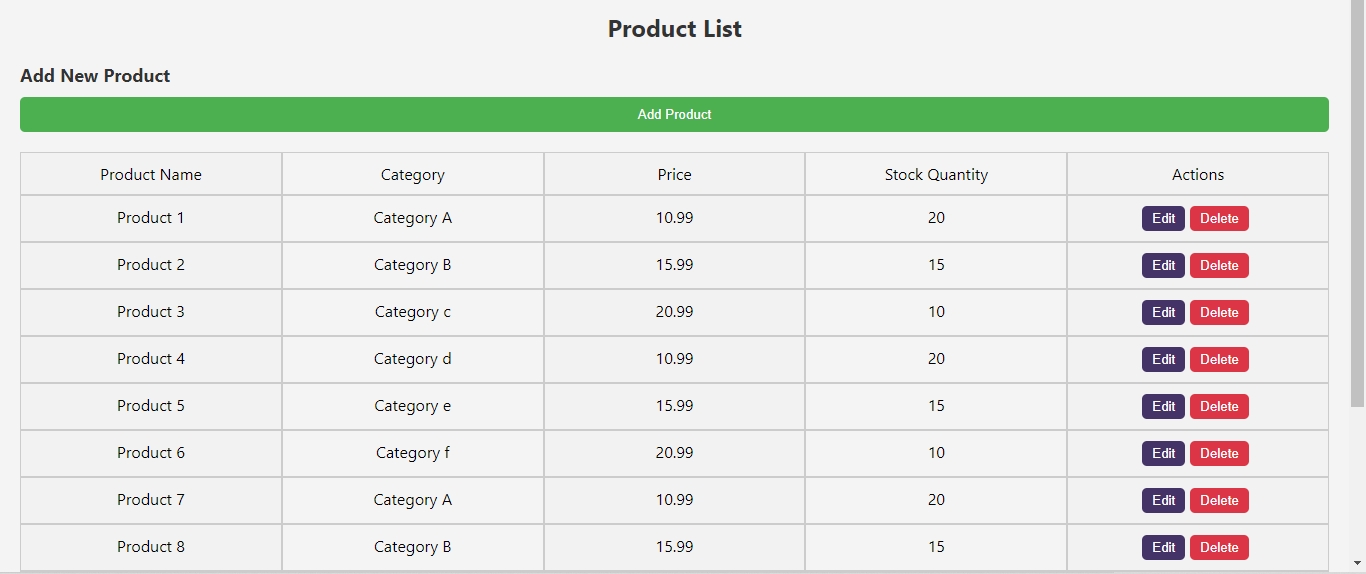 Product List
Add New Product
Add Product
Product Name Category Price Stock Quantity Actions
Product 1 Category A 10.99 20 Edit Delete
Product 2 Category B 15.99 15 Edit Delete
Product 3 Category c 20.99 10 Edit Delete
Product 4 Category d 10.99 20 Edit Delete
Product 5 Category e 15.99 15 Edit Delete
Product 6 Category f 20.99 10 Edit Delete
Product 7 Category A 10.99 20 Edit Delete
Product 8 Category B 15.99 15 Edit Delete